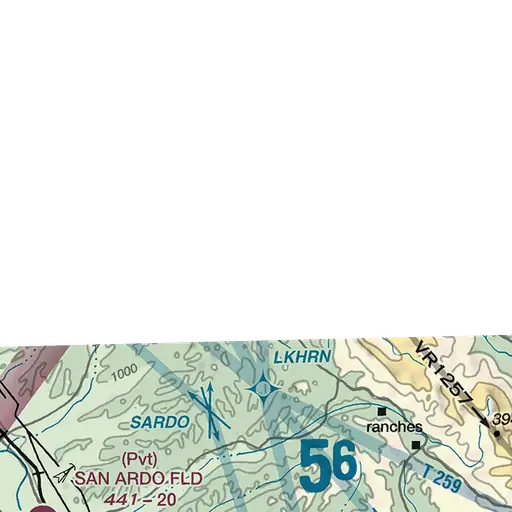 LKHRN
VR1257
1000
SARDO
ranches
(Pvt)
SAN ARDO FLD
441 – 20
56
T 259